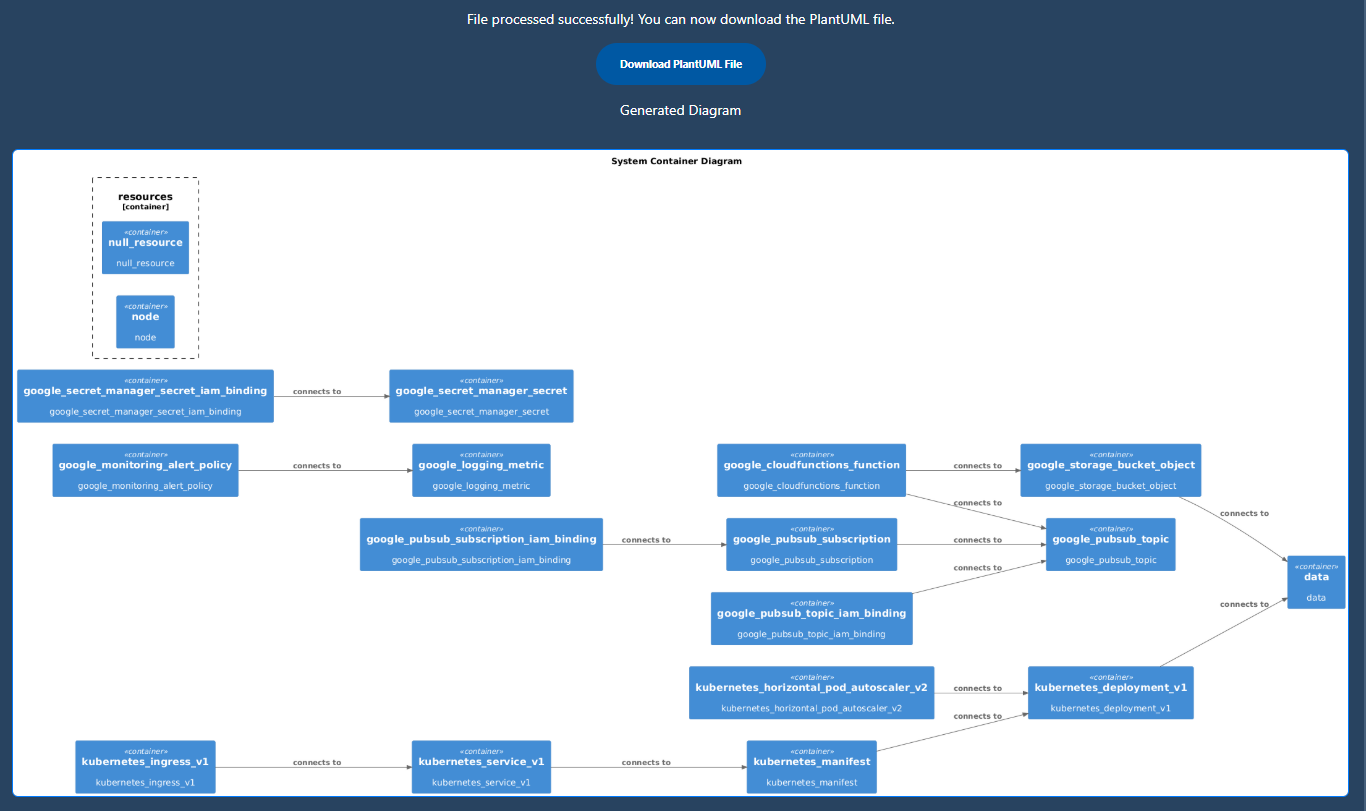 File processed successfully! You can now download the PlantUML file.
Download PlantUML File
Generated Diagram
System Container Diagram
resources
[container]
«container»
null_resource
null_resource
«container»
node
node
«container»
google_secret_manager_secret_iam_binding
google_secret_manager_secret_iam_binding
connects to
«container»
google_secret_manager_secret
google_secret_manager_secret
«container»
google_monitoring_alert_policy
google_monitoring_alert_policy
connects to
«container»
google_logging_metric
google_logging_metric
«container»
google_cloudfunctions_function
google_cloudfunctions_function
connects to
«container»
google_storage_bucket_object
google_storage_bucket_object
connects to
connects to
«container»
google_pubsub_subscription_iam_binding
google_pubsub_subscription_iam_binding
connects to
«container»
google_pubsub_subscription
google_pubsub_subscription
connects to
«container»
google_pubsub_topic
google_pubsub_topic
connects to
«container»
data
data
«container»
google_pubsub_topic_iam_binding
google_pubsub_topic_iam_binding
connects to
«container»
kubernetes_horizontal_pod_autoscaler_v2
kubernetes_horizontal_pod_autoscaler_v2
connects to
«container»
kubernetes_deployment_v1
kubernetes_deployment_v1
connects to
«container»
kubernetes_ingress_v1
kubernetes_ingress_v1
connects to
«container»
kubernetes_service_v1
kubernetes_service_v1
connects to
«container»
kubernetes_manifest
kubernetes_manifest